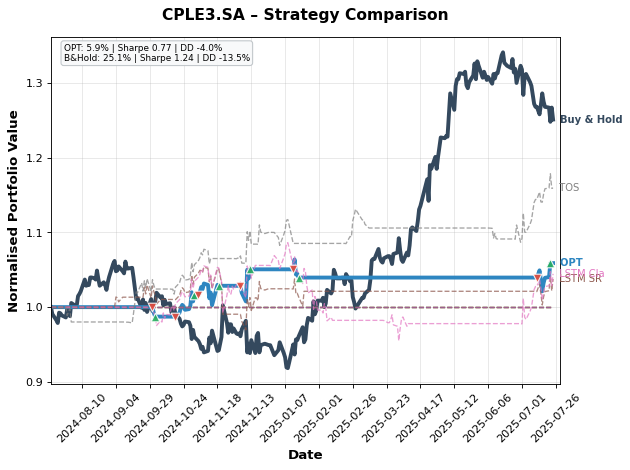 CPLE3.SA – Strategy Comparison
OPT: 5.9% | Sharpe 0.77 | DD -4.0%
B&Hold: 25.1% | Sharpe 1.24 | DD -13.5%
Normalised Portfolio Value
1.3
1.2
1.1
1.0
0.9
Buy & Hold
TOS
OPT
LSTM SR
2024-08-10
2024-09-04
2024-09-29
2024-10-24
2024-11-18
2024-12-13
2025-01-07
2025-02-01
2025-02-26
2025-03-23
2025-04-17
2025-05-12
2025-06-06
2025-07-01
2025-07-26
Date